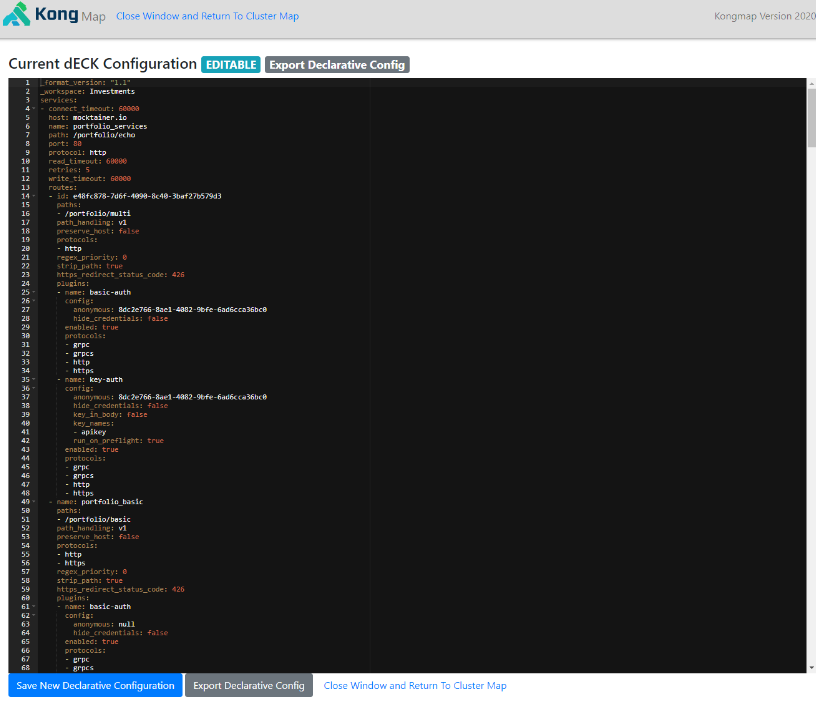 Kong Map Close Window and Return To Cluster Map Kongmap Version 2020
Current dECK Configuration EDITABLE Export Declarative Config
1 _format_version: "1.1"
2 _workspace: Investments
3 services:
4 - connect_timeout: 60000
5 host: mocktainer.io
6 name: portfolio_services
7 path: /portfolio/echo
8 port: 80
9 protocol: http
10 read_timeout: 60000
11 retries: 5
12 write_timeout: 60000
13 routes:
14 - id: e48fc878-7d6f-4090-8c40-3baf27b579d3
15 paths:
16 - /portfolio/multi
17 path_handling: v1
18 preserve_host: false
19 protocols:
20 - http
21 regex_priority: 0
22 strip_path: true
23 https_redirect_status_code: 426
24 plugins:
25 - name: basic-auth
26 config:
27 anonymous: 8dc2e766-8ae1-4082-9bfe-6ad6cca36bc0
28 hide_credentials: false
29 enabled: true
30 protocols:
31 - grpc
32 - grpcs
33 - http
34 - https
35 - name: key-auth
36 config:
37 anonymous: 8dc2e766-8ae1-4082-9bfe-6ad6cca36bc0
38 hide_credentials: false
39 key_in_body: false
40 key_names:
41 - apikey
42 run_on_preflight: true
43 enabled: true
44 protocols:
45 - grpc
46 - grpcs
47 - http
48 - https
49 - name: portfolio_basic
50 paths:
51 - /portfolio/basic
52 path_handling: v1
53 preserve_host: false
54 protocols:
55 - http
56 - https
57 regex_priority: 0
58 strip_path: true
59 https_redirect_status_code: 426
60 plugins:
61 - name: basic-auth
62 config:
63 anonymous: null
64 hide_credentials: false
65 enabled: true
66 protocols:
67 - grpc
68 - grpcs
Save New Declarative Configuration Export Declarative Config Close Window and Return To Cluster Map